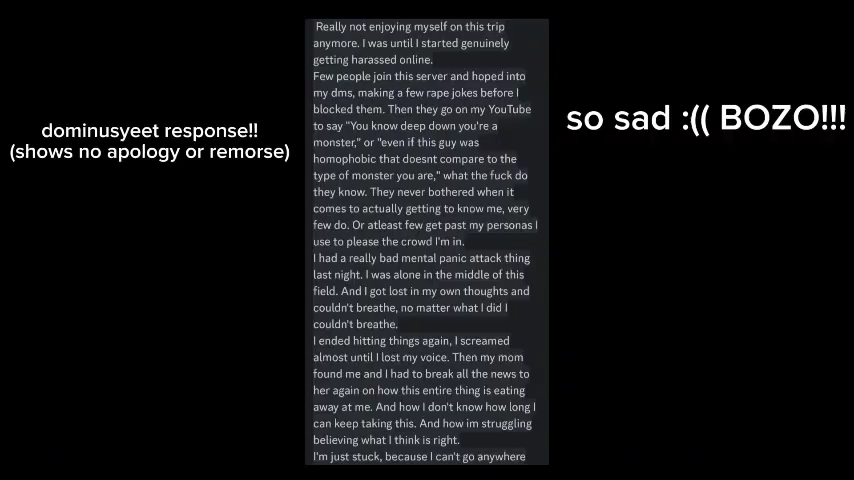 dominusyeet response!!
(shows no apology or remorse)
Really not enjoying myself on this trip
anymore. I was until I started genuinely
getting harassed online.
Few people join this server and hoped into
my dms, making a few rape jokes before I
blocked them. Then they go on my YouTube
to say "You know deep down you're a
monster," or "even if this guy was
homophobic that doesnt compare to the
type of monster you are," what the fuck do
they know. They never bothered when it
comes to actually getting to know me, very
few do. Or atleast few get past my personas I
use to please the crowd I'm in.
I had a really bad mental panic attack thing
last night. I was alone in the middle of this
field. And I got lost in my own thoughts and
couldn't breathe, no matter what I did I
couldn't breathe.
I ended hitting things again, I screamed
almost until I lost my voice. Then my mom
found me and I had to break all the news to
her again on how this entire thing is eating
away at me. And how I don't know how long I
can keep taking this. And how im struggling
believing what I think is right.
I'm just stuck, because I can't go anywhere
so sad :(( BOZO!!!